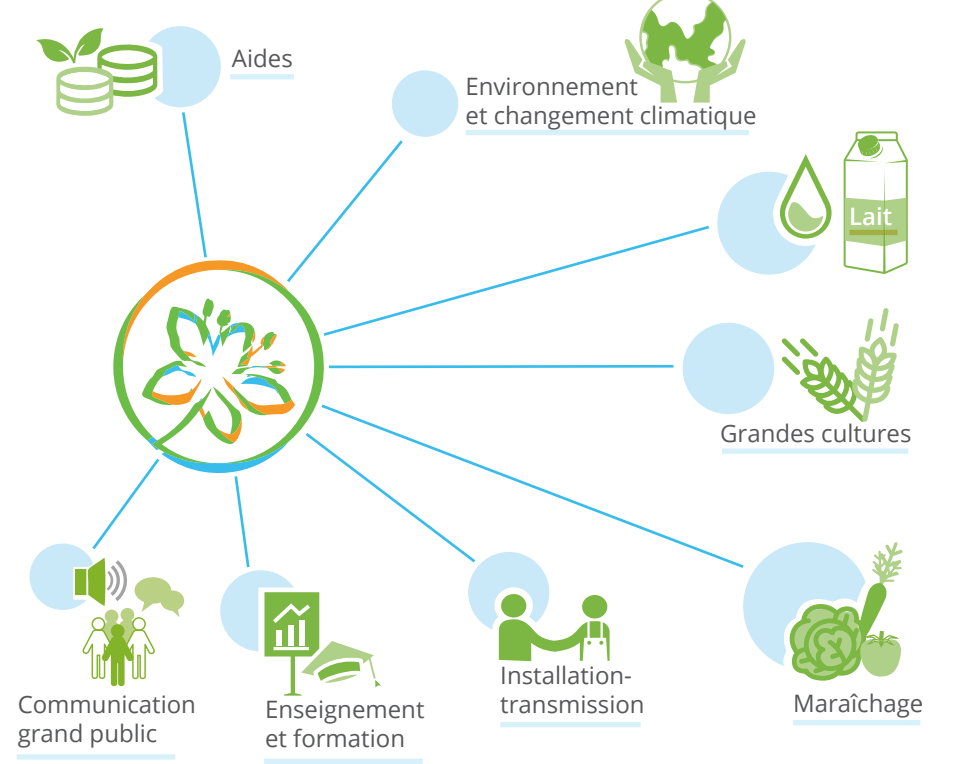 Aides
Environnement
et changement climatique
Lait
Grandes cultures
Communication
grand public
Enseignement
et formation
Installation-
transmission
Maraîchage